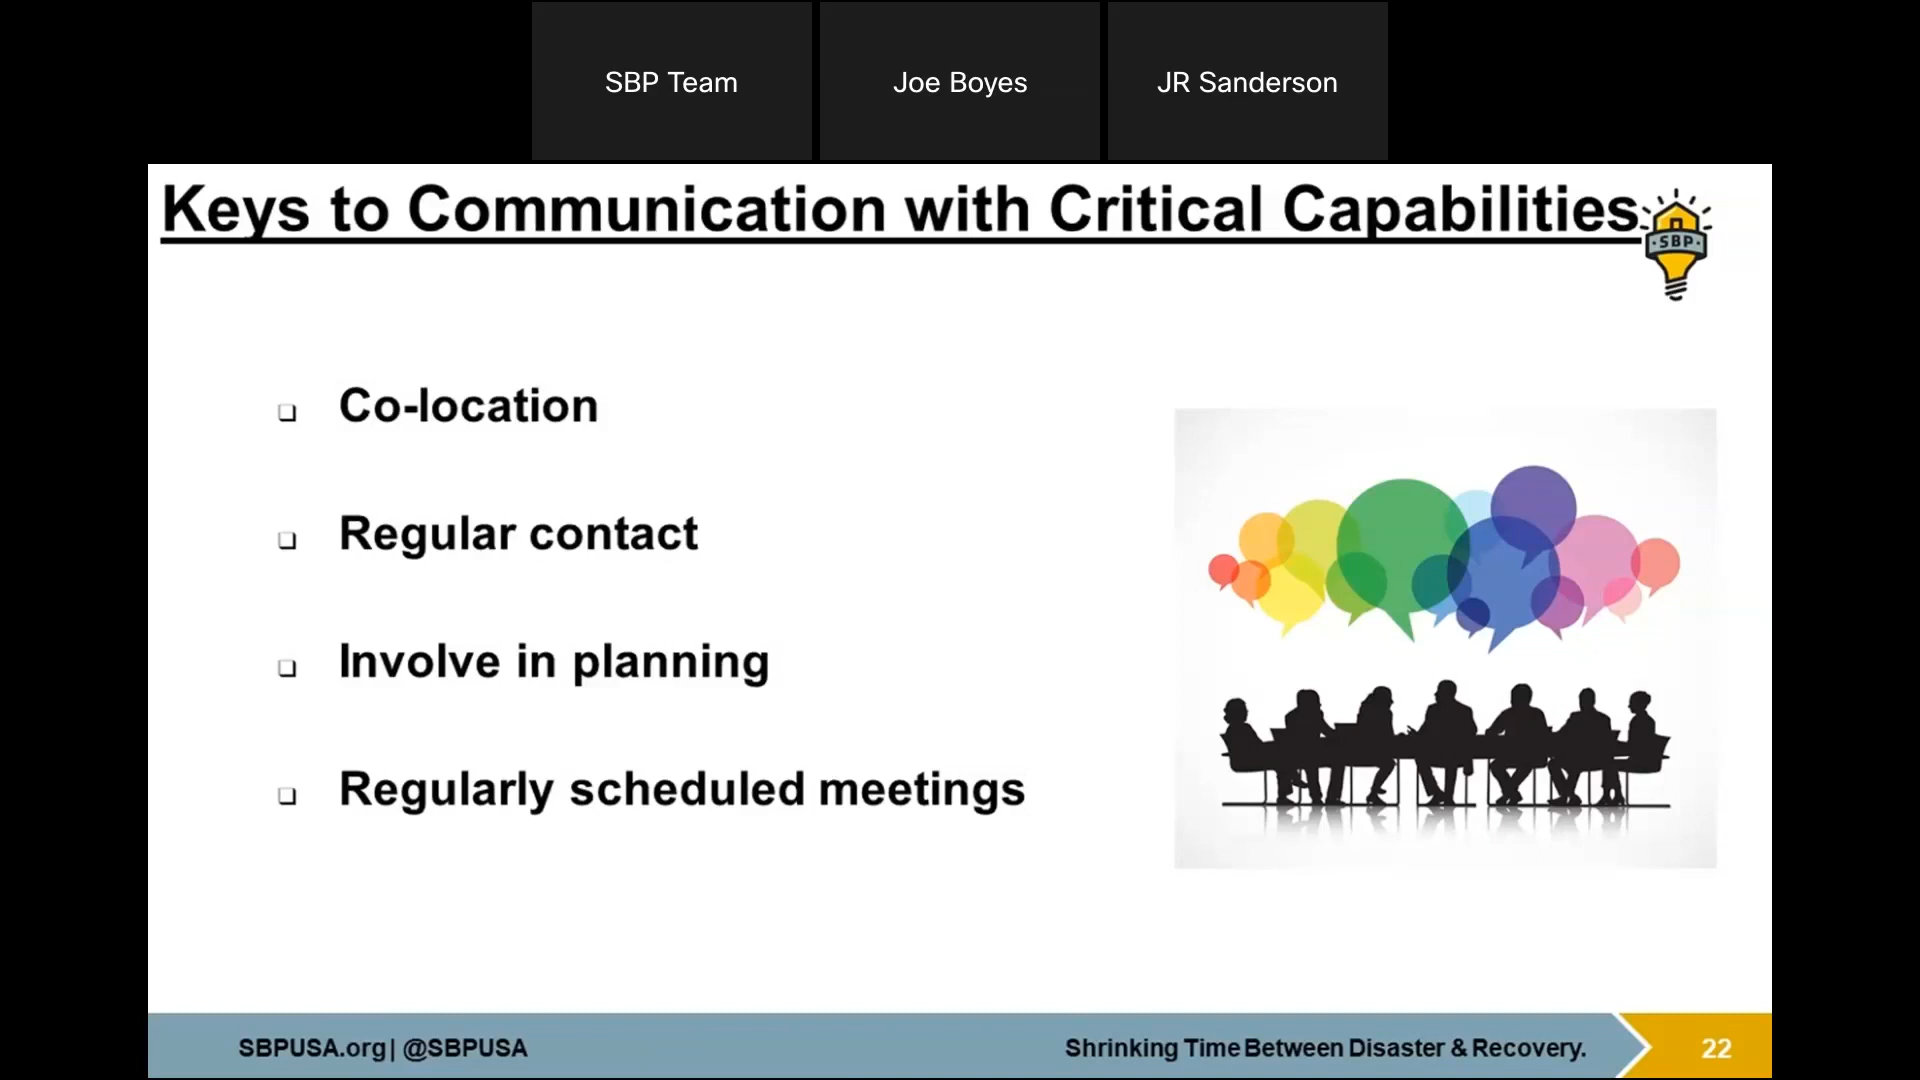 SBP Team
Joe Boyes
JR Sanderson
Keys to Communication with Critical Capabilities
·SBP·
Co-location
Regular contact
Involve in planning
Regularly scheduled meetings
SBPUSA.org| @SBPUSA
Shrinking Time Between Disaster & Recovery.
22